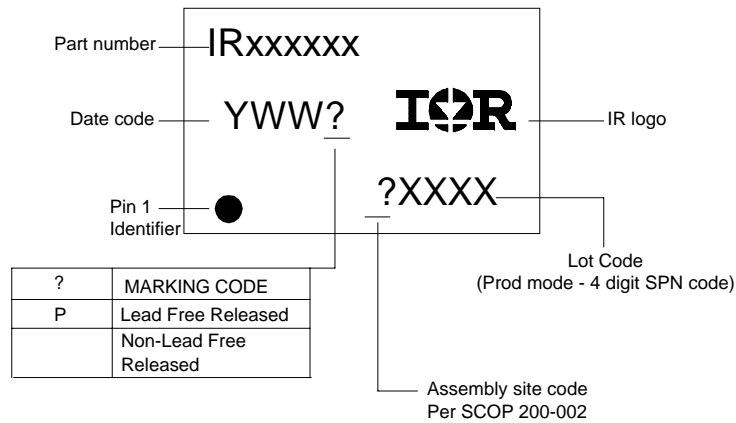 Part number
IRxxxxxx
Date code
YWW?
IOR
IR logo
?XXXX
Pin 1
Identifier
Lot Code
(Prod mode - 4 digit SPN code)
? MARKING CODE
P Lead Free Released
Non-Lead Free
Released
Assembly site code
Per SCOP 200-002